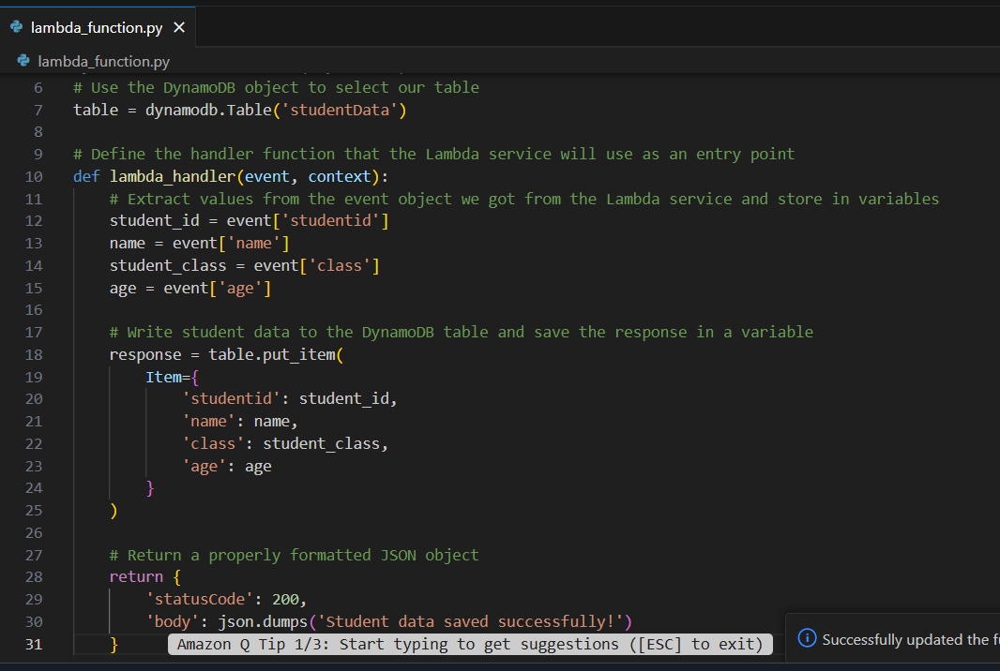 lambda_function.py
lambda_function.py
6 # Use the DynamoDB object to select our table
7 table = dynamodb.Table('studentData')
8
9 # Define the handler function that the Lambda service will use as an entry point
10 def lambda_handler(event, context):
11 # Extract values from the event object we got from the Lambda service and store in variables
12 student_id = event['studentid']
13 name = event['name']
14 student_class = event['class']
15 age = event['age']
16
17 # Write student data to the DynamoDB table and save the response in a variable
18 response = table.put_item(
19 Item={
20 'studentid': student_id,
21 'name': name,
22 'class': student_class,
23 'age': age
24 }
25 )
26
27 # Return a properly formatted JSON object
28 return {
29 'statusCode': 200,
30 'body': json.dumps('Student data saved successfully!')
31 } Amazon Q Tip 1/3: Start typing to get suggestions ([ESC] to exit)
Successfully updated the